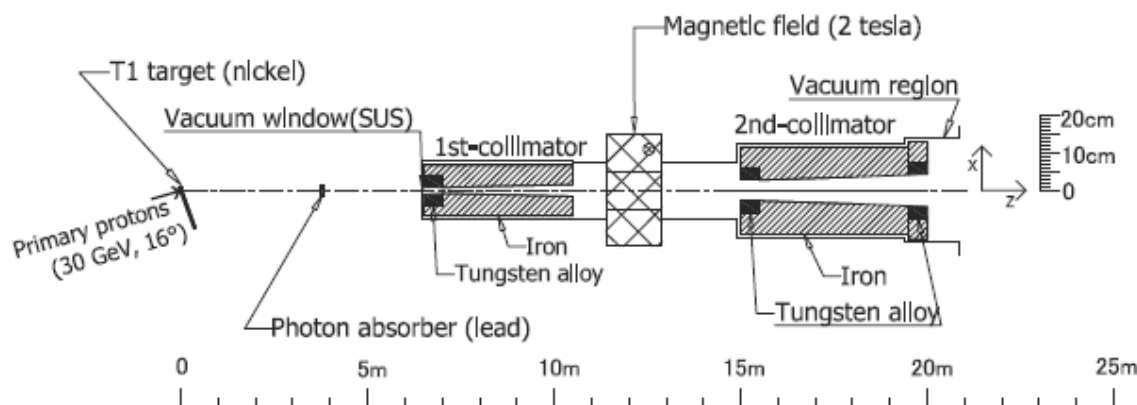 Magnetic field (2 tesla)
T1 target (nickel)
Vacuum region
Vacuum window(SUS)
20cm
2nd-collimator
1st-collimator
10cm
x
0
z
Primary protons
(30 GeV, 16°)
Iron
Tungsten alloy
Iron
Tungsten alloy
Photon absorber (lead)
0
5m
10m
15m
20m
25m